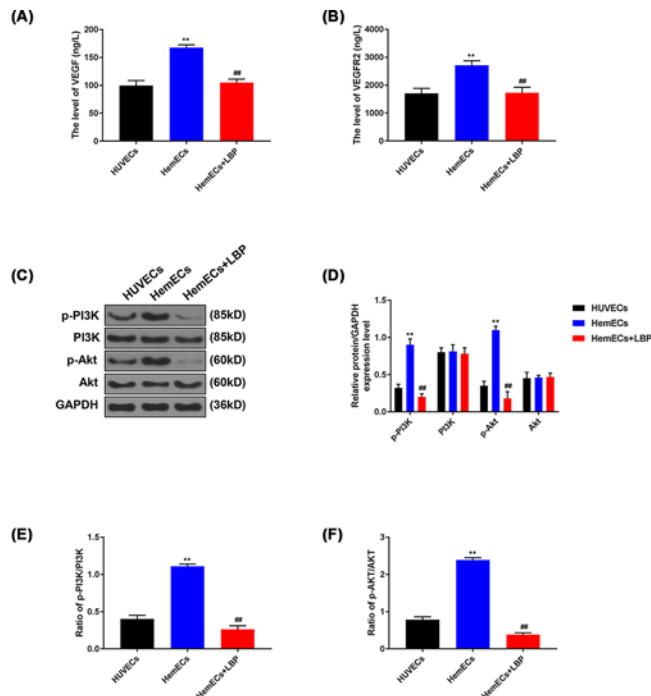 (A)
The level of VEGF (ng/L)
200
150
100
50
0
**
##
HUVECs
HemECs
HemECs+LBP
(B)
The level of VEGFR2 (ng/L)
4000
3000
2000
1000
0
**
##
HUVECs
HemECs
HemECs+LBP
(C)
HUVECs
HemECs
HemECs+LBP
p-PI3K (85kD)
PI3K (85kD)
p-Akt (60kD)
Akt (60kD)
GAPDH (36kD)
(D)
Relative protein/GAPDH
expression level
1.5
1.0
0.5
0.0
**
##
**
##
p-PI3K
PI3K
p-Akt
Akt
HUVECs
HemECs
HemECs+LBP
(E)
Ratio of p-PI3K/PI3K
1.5
1.0
0.5
0.0
**
##
HUVECs
HemECs
HemECs+LBP
(F)
Ratio of p-AKT/AKT
3
2
1
0
**
##
HUVECs
HemECs
HemECs+LBP